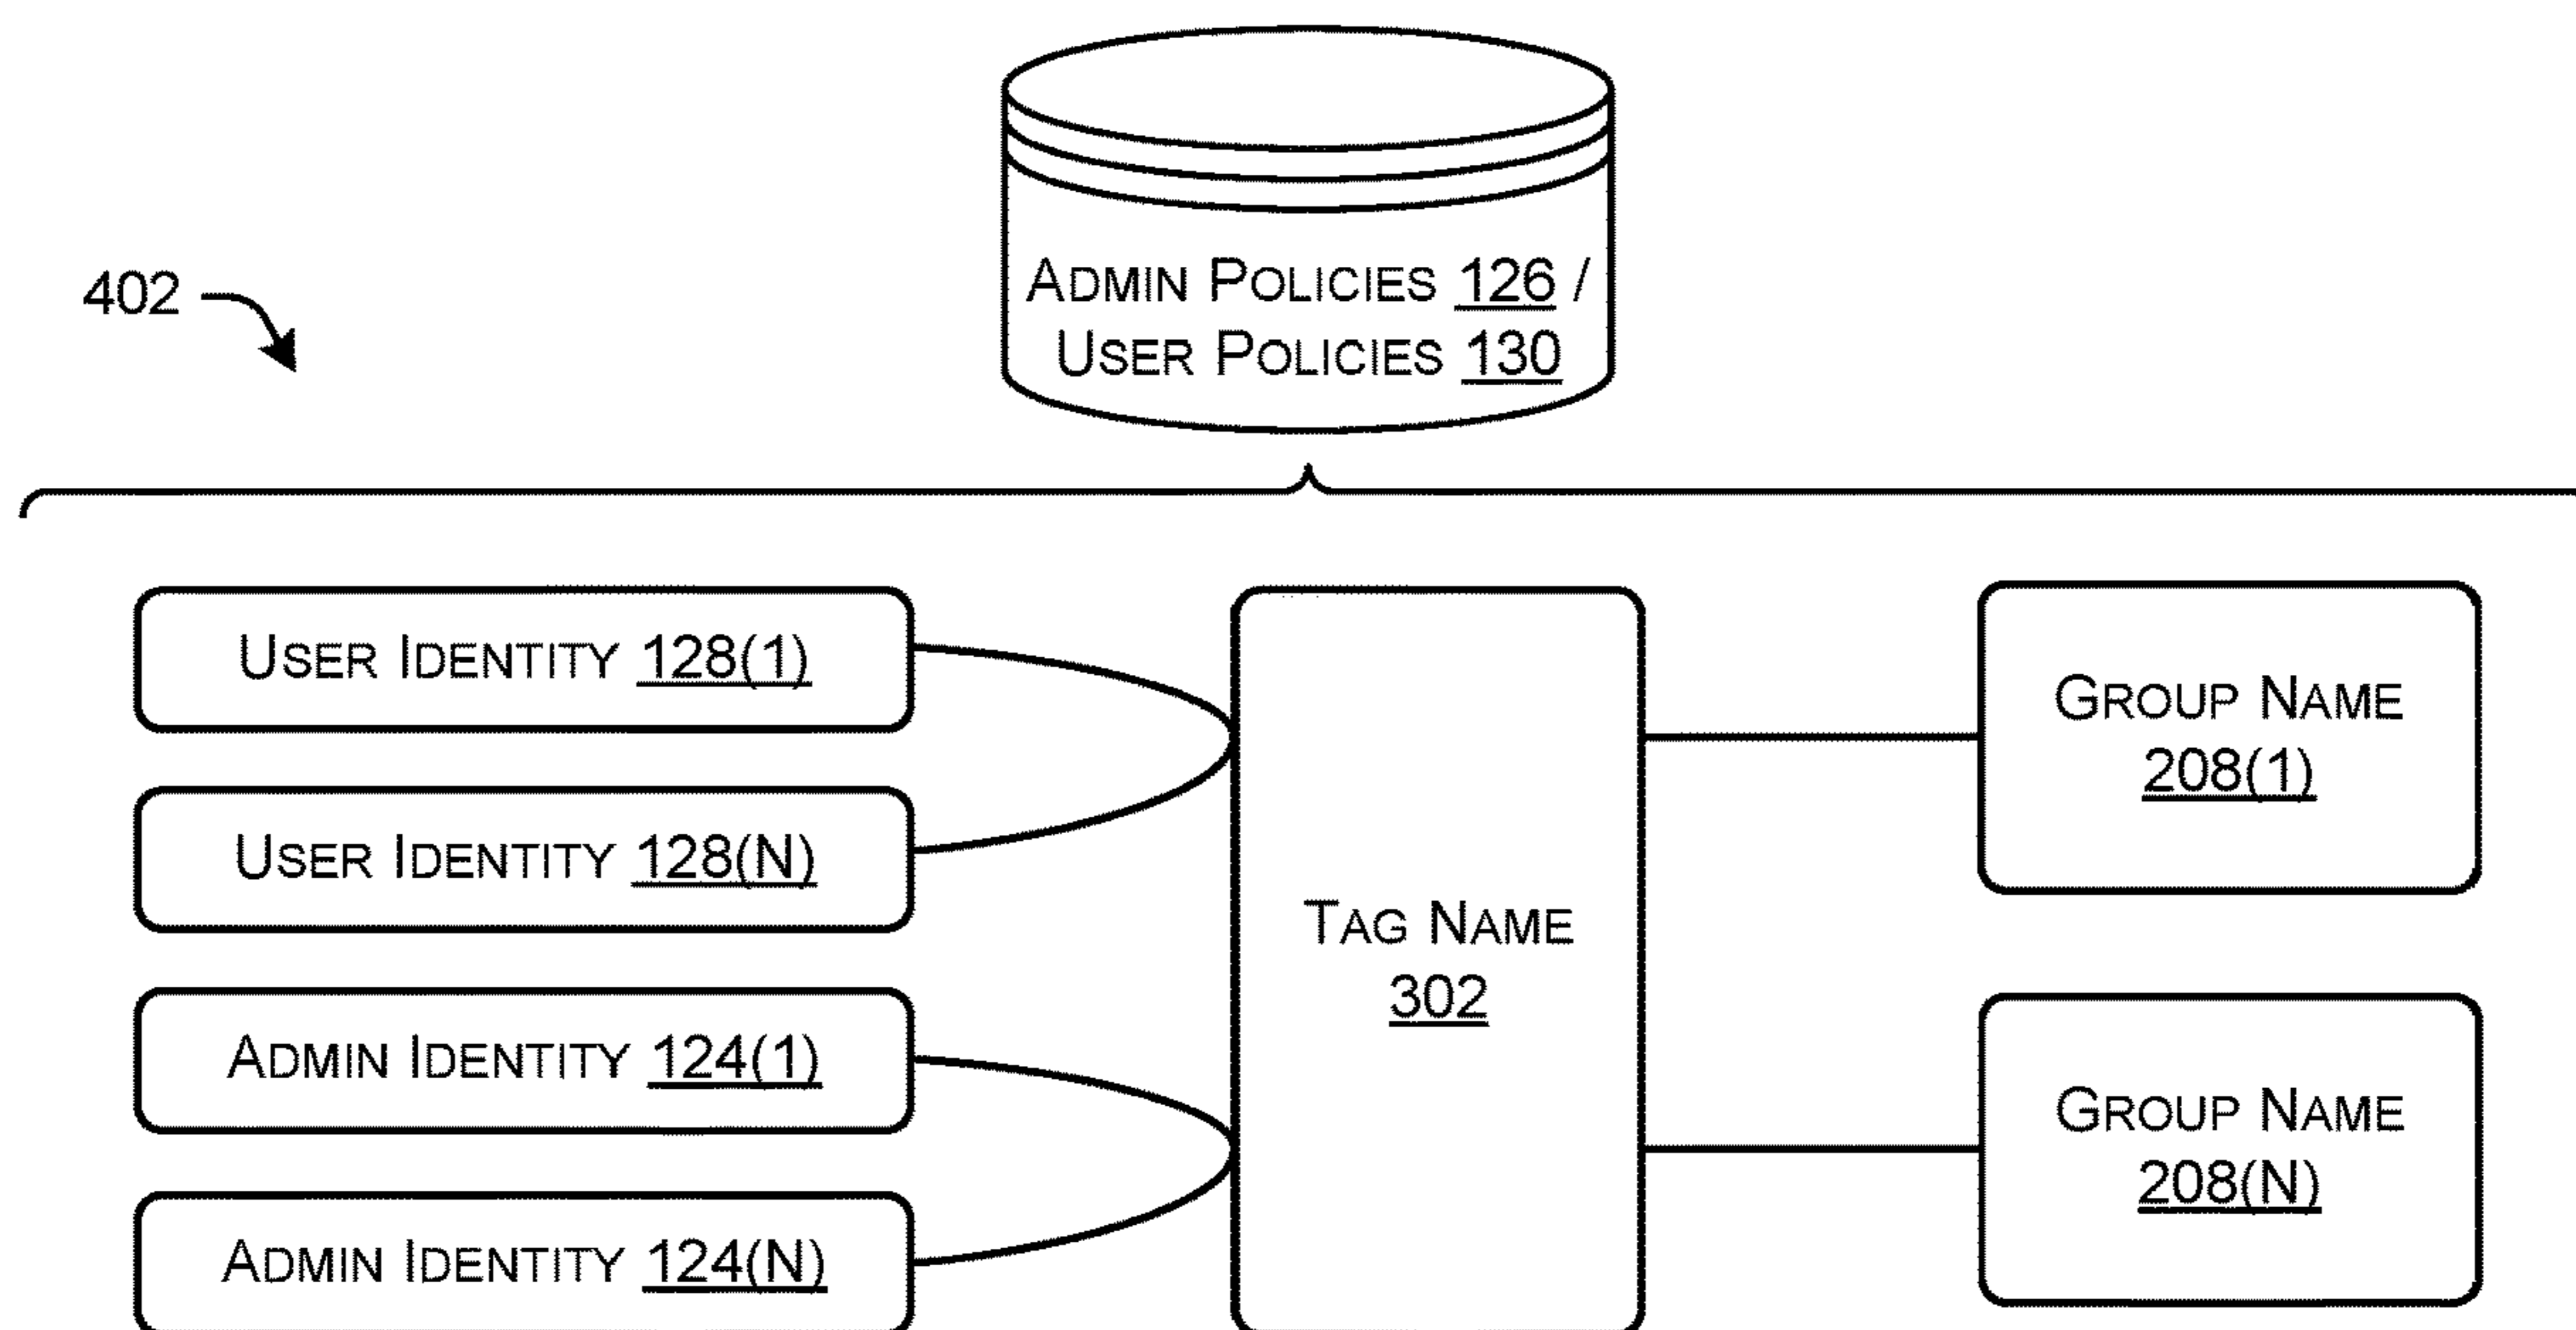 ADMIN POLICIES 126 /
USER POLICIES 130
402
USER IDENTITY 128(1)
USER IDENTITY 128(N)
ADMIN IDENTITY 124(1)
ADMIN IDENTITY 124(N)
TAG NAME
302
GROUP NAME
208(1)
GROUP NAME
208(N)